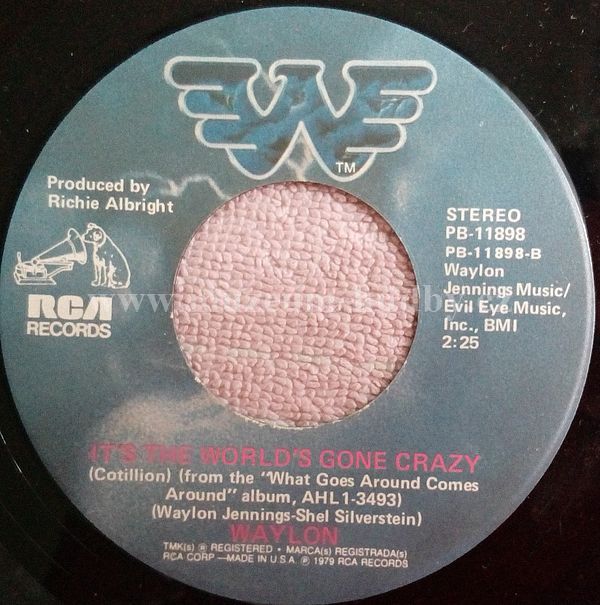 TM
Produced by
Richie Albright
RCA
RECORDS
STEREO
PB-11898
PB-11898-B
Waylon
Jennings Music/
Evil Eye Music,
Inc., BMI
2:25
IT'S THE WORLD'S GONE CRAZY
(Cotillion) (from the "What Goes Around Comes
Around" album, AHL1-3493)
(Waylon Jennings-Shel Silverstein)
WAYLON
TMK(s) ® REGISTERED • MARCA(s) REGISTRADA(s)
RCA CORP—MADE IN U.S.A. ℗ 1979 RCA RECORDS